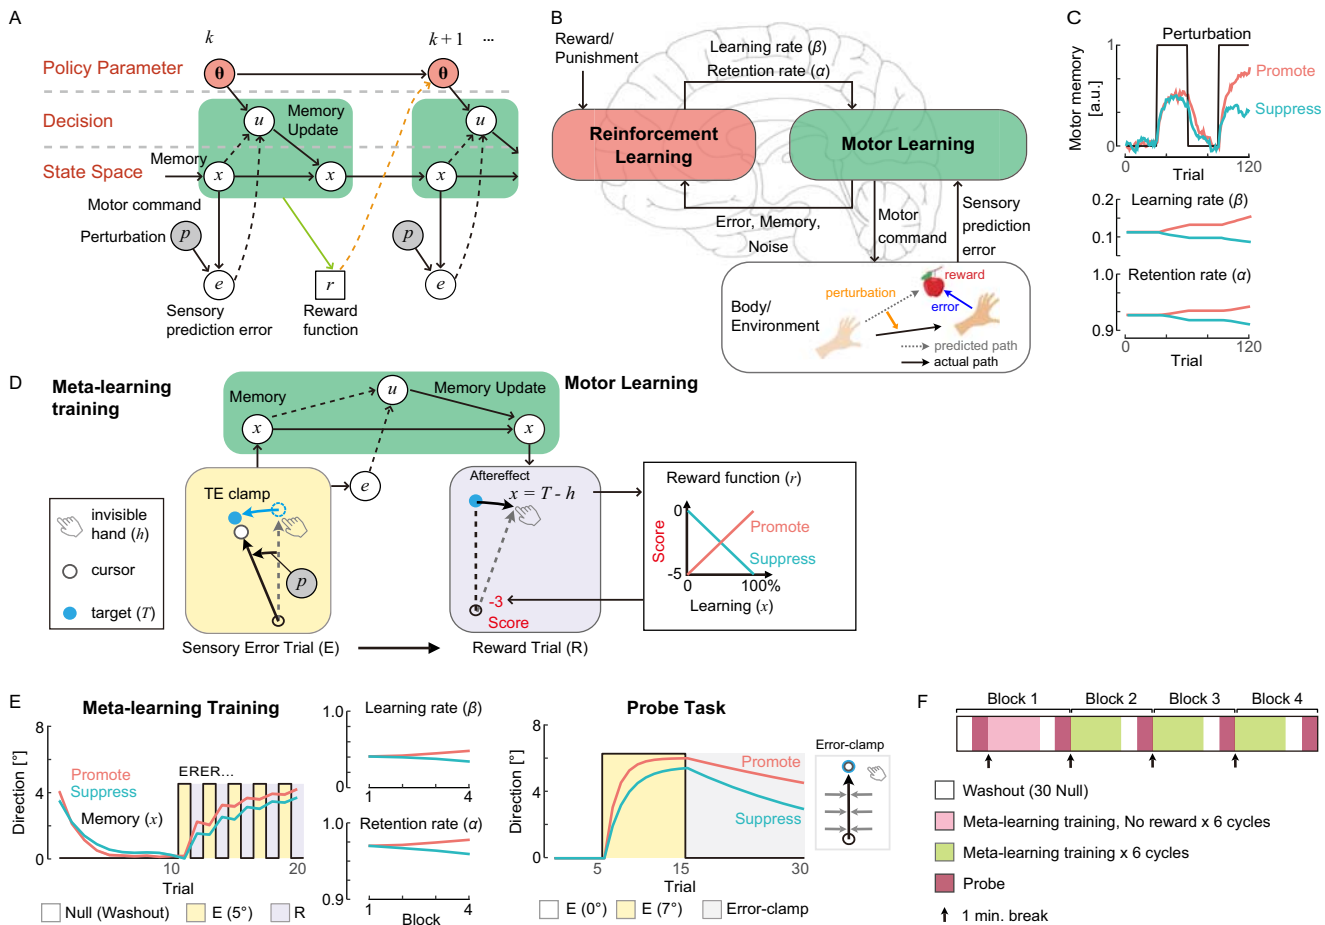 A
k
k + 1 ...
Policy Parameter
θ
θ
Decision
u
Memory
Update
u
State Space
Memory
x
x
x
Motor command
Perturbation
p
p
e
r
e
Sensory
prediction error
Reward
function
B
Reward/
Punishment
Learning rate (β)
Retention rate (α)
Reinforcement
Learning
Motor Learning
Error, Memory,
Noise
Motor
command
Sensory
prediction
error
Body/
Environment
reward
perturbation
error
predicted path
actual path
C
Perturbation
Motor memory
[a.u.]
1
0
Promote
Suppress
0
120
Trial
Learning rate (β)
0.2
0.1
Retention rate (α)
1.0
0.9
0
120
Trial
D
Meta-learning
training
Motor Learning
Memory
u
Memory Update
x
x
e
TE clamp
p
invisible
hand (h)
cursor
target (T)
Sensory Error Trial (E)
Aftereffect
x = T - h
-3
Score
Reward Trial (R)
Reward function (r)
0
Promote
Suppress
Score
-5
0
100%
Learning (x)
E
Meta-learning Training
8
4
0
Direction [°]
Promote
Suppress
Memory (x)
ERER...
10
20
Trial
Null (Washout)
E (5°)
R
Learning rate (β)
1
0
1
4
Retention rate (α)
1.0
0.9
1
4
Block
Probe Task
8
4
0
Direction [°]
Promote
Suppress
5
15
30
Trial
E (0°)
E (7°)
Error-clamp
Error-clamp
F
Block 1
Block 2
Block 3
Block 4
Washout (30 Null)
Meta-learning training, No reward x 6 cycles
Meta-learning training x 6 cycles
Probe
1 min. break